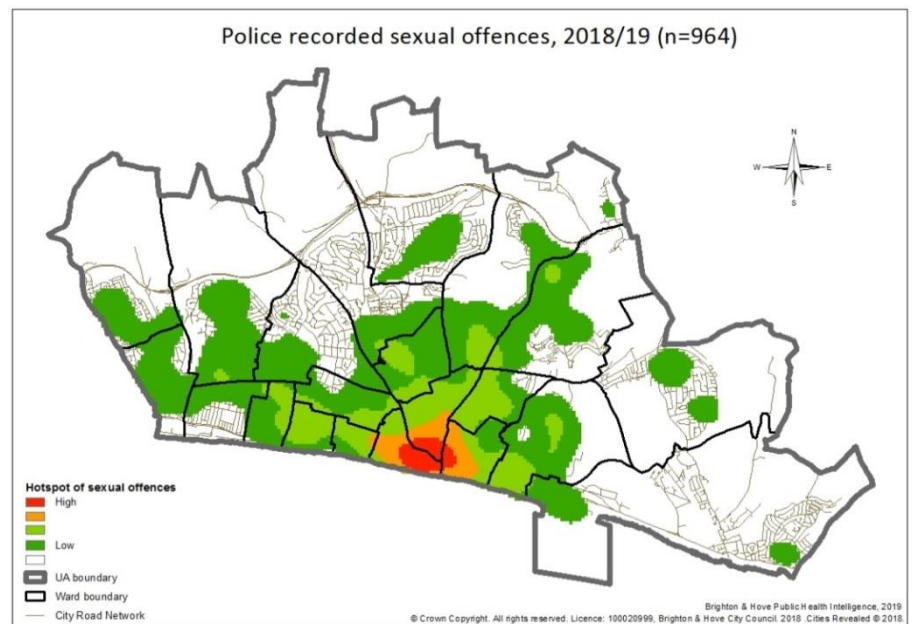 Police recorded sexual offences, 2018/19 (n=964)
N
W
E
S
Hotspot of sexual offences
High
Low
UA boundary
Ward boundary
City Road Network
Brighton & Hove Public Health Intelligence, 2019
© Crown Copyright. All rights reserved. Licence: 100020999, Brighton & Hove City Council. 2018 .Cities Revealed © 2018